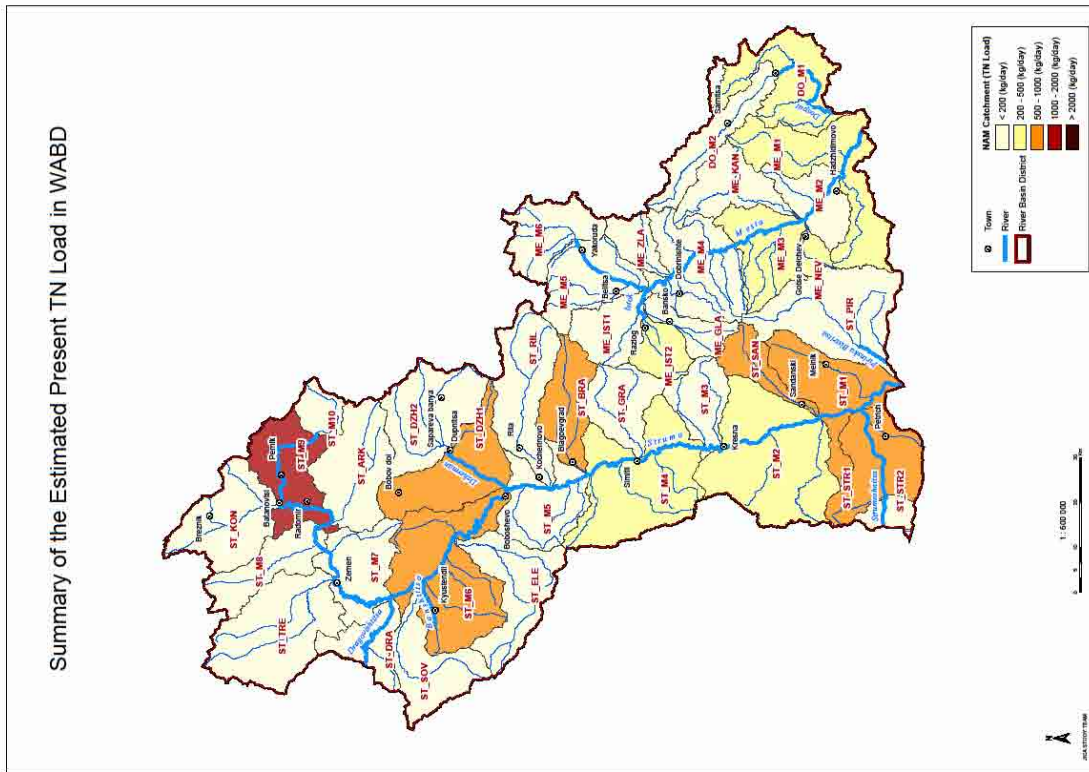 Summary of the Estimated Present TN Load in WABD
Breznik
ST_KON
Pernik
Batanovtsi
ST_M9
ST_M10
Radomir
ST_M8
ST_TRE
Zemen
ST_ARK
ST_M7
Bobov dol
ST_DZH2
Sapareva banya
Dupnitsa
ST_DZH1
Dragovishtitsa
ST_DRA
ST_SOV
Kyustendil
ST_M6
ST_ELE
Boboshevo
ST_M5
Kocherinovo
Rila
ST_RIL
Blagoevgrad
ST_BRA
ST_GRA
Simitli
ST_M4
Struma
ST_M3
Kresna
ST_M2
ST_SAN
Sandanski
Melnik
ST_M1
ST_STR1
Petrich
ST_STR2
ST_PIR
ME_M6
Yakoruda
ME_M5
Belitsa
ME_ZLA
ME_IST1
Razlog
Bansko
ME_IST2
ME_GLA
ME_M4
Mesta
ME_KAN
ME_M3
ME_NEV
ME_M1
ME_M2
Hadzhidimovo
DO_M2
DO_M1
Dospat
Town
River
River Basin District
NAM Catchment (TN Load)
< 200 (kg/day)
200 - 500 (kg/day)
500 - 1000 (kg/day)
1000 - 2000 (kg/day)
> 2000 (kg/day)
1 : 600 000
N
JICA STUDY TEAM